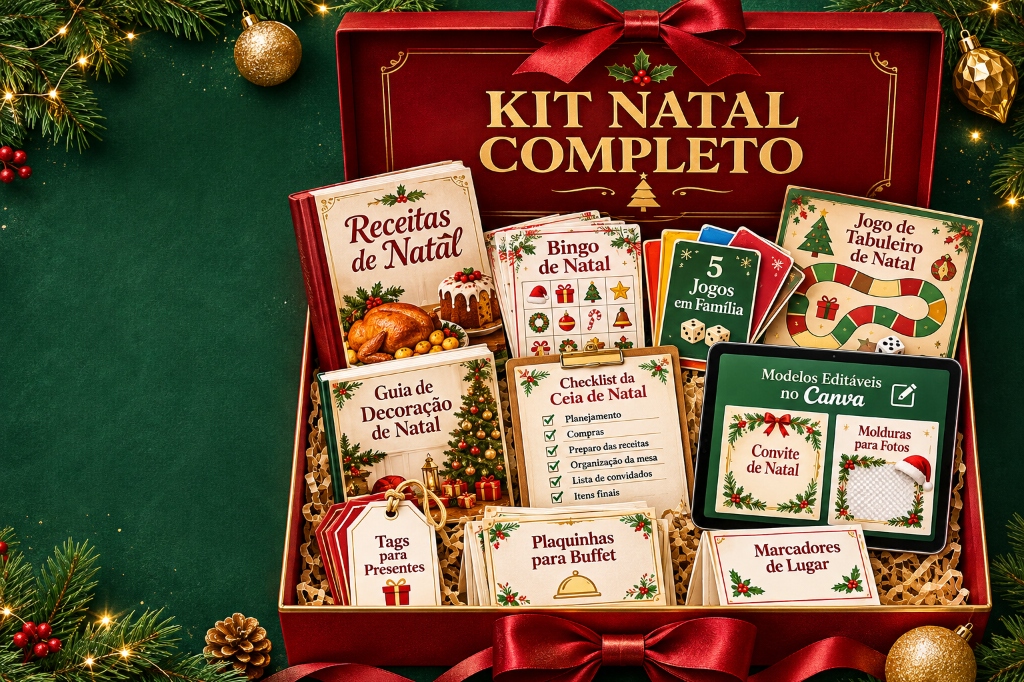 KIT NATAL
COMPLETO
Receitas
de Natal
Bingo
de Natal
5
Jogos
em Família
Jogo de
Tabuleiro
de Natal
Guia de
Decoração
de Natal
Checklist da
Ceia de Natal
Planejamento
Compras
Preparo das receitas
Organização da mesa
Lista de convidados
Itens finais
Modelos Editáveis
no Canva
Convite
de Natal
Molduras
para Fotos
Tags
para
Presentes
Plaquinhas
para Buffet
Marcadores
de Lugar